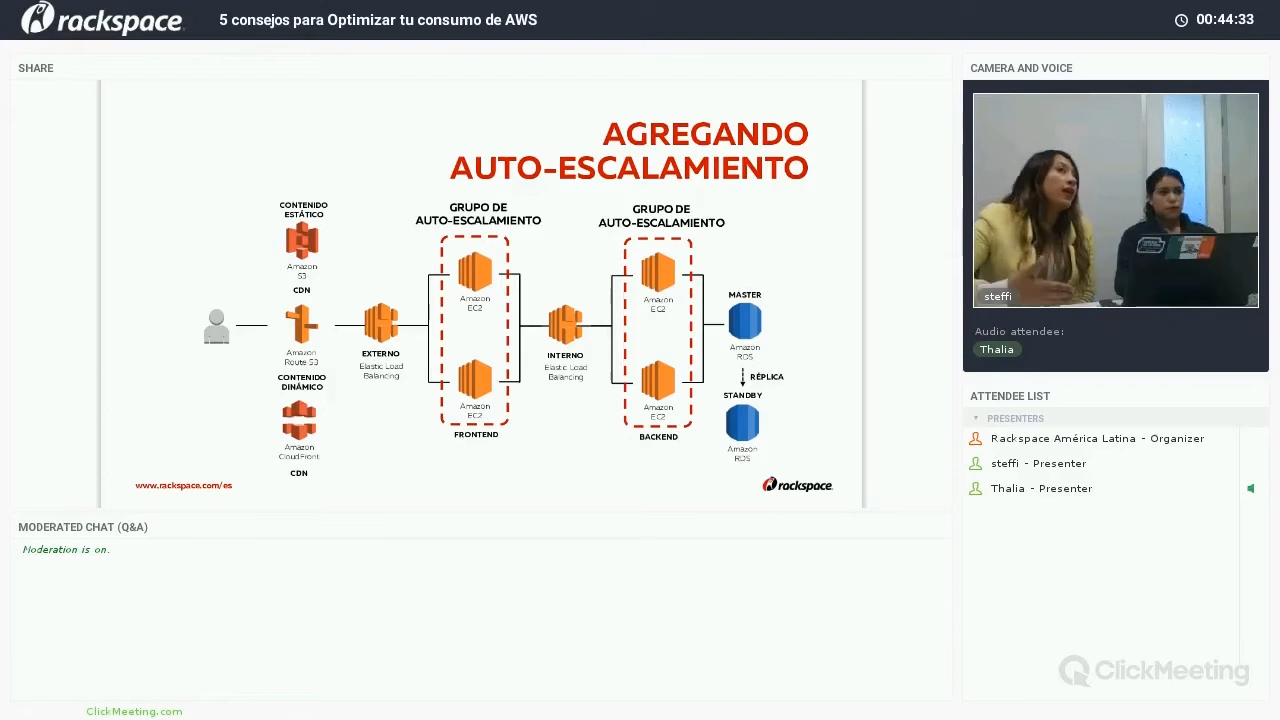 rackspace
5 consejos para Optimizar tu consumo de AWS
00:44:33
SHARE
AGREGANDO
AUTO-ESCALAMIENTO
CONTENIDO
ESTÁTICO
Amazon
S3
CDN
Amazon
Route 53
CONTENIDO
DINÁMICO
Amazon
CloudFront
CDN
EXTERNO
Elastic Load
Balancing
GRUPO DE
AUTO-ESCALAMIENTO
Amazon
EC2
Amazon
EC2
FRONTEND
INTERNO
Elastic Load
Balancing
GRUPO DE
AUTO-ESCALAMIENTO
Amazon
EC2
Amazon
EC2
BACKEND
MASTER
Amazon
RDS
RÉPLICA
STANDBY
Amazon
RDS
www.rackspace.com/es
rackspace
MODERATED CHAT (Q&A)
Moderation is on.
CAMERA AND VOICE
steffi
Audio attendee:
Thalia
ATTENDEE LIST
PRESENTERS
Rackspace América Latina - Organizer
steffi - Presenter
Thalia - Presenter
ClickMeeting
ClickMeeting.com